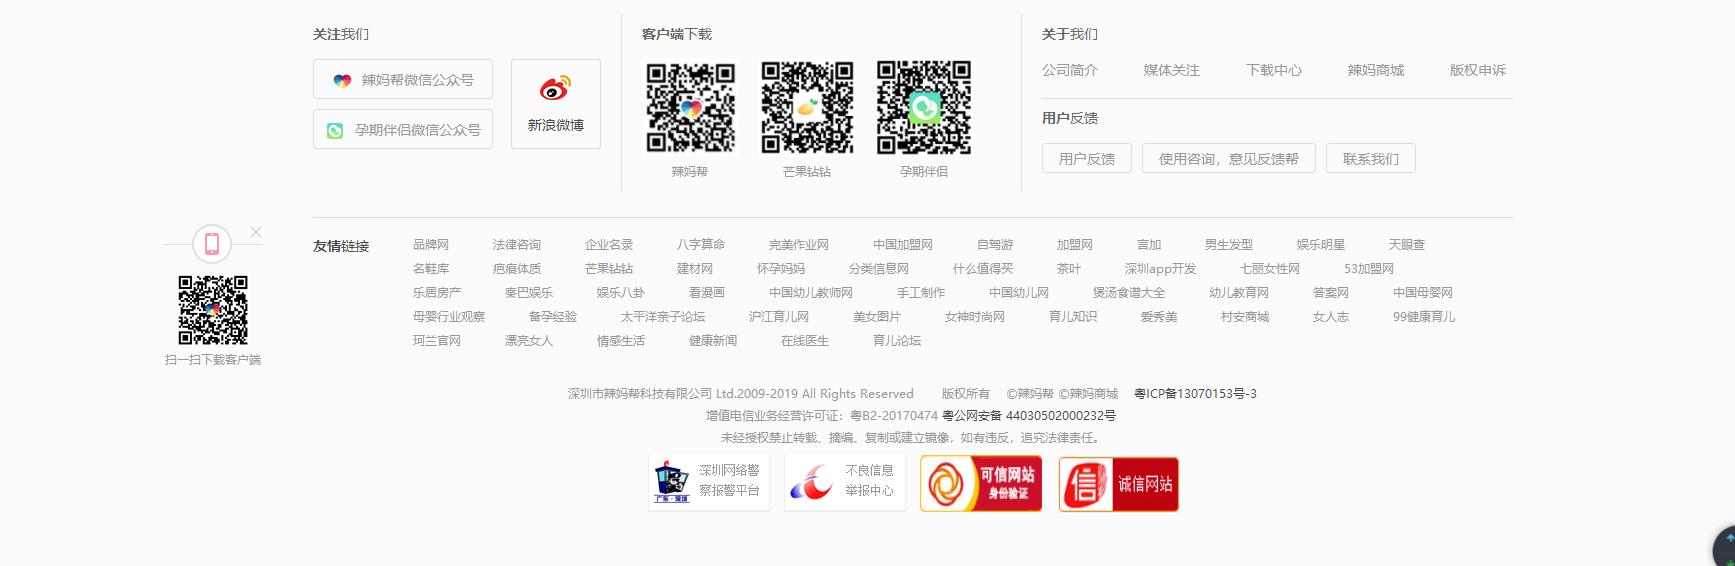 关注我们
辣妈帮微信公众号
孕期伴侣微信公众号
新浪微博
客户端下载
辣妈帮 芒果钻钻 孕期伴侣
关于我们
公司简介 媒体关注 下载中心 辣妈商城 版权申诉
用户反馈
用户反馈 使用咨询，意见反馈帮 联系我们
扫一扫下载客户端
友情链接 品牌网 法律咨询 企业名录 八字算命 完美作业网 中国加盟网 自驾游 加盟网 言加 男生发型 娱乐明星 天眼查
名鞋库 疤痕体质 芒果钻钻 建材网 怀孕妈妈 分类信息网 什么值得买 茶叶 深圳app开发 七丽女性网 53加盟网
乐居房产 秦巴娱乐 娱乐八卦 看漫画 中国幼儿教师网 手工制作 中国幼儿网 煲汤食谱大全 幼儿教育网 答案网 中国母婴网
母婴行业观察 备孕经验 太平洋亲子论坛 沪江育儿网 美女图片 女神时尚网 育儿知识 爱秀美 村安商城 女人志 99健康育儿
珂兰官网 漂亮女人 情感生活 健康新闻 在线医生 育儿论坛
深圳市辣妈帮科技有限公司 Ltd.2009-2019 All Rights Reserved 版权所有 ©辣妈帮 ©辣妈商城 粤ICP备13070153号-3
增值电信业务经营许可证：粤B2-20170474 粤公网安备 44030502000232号
未经授权禁止转载、摘编、复制或建立镜像，如有违反，追究法律责任。
广东·深圳
深圳网络警
察报警平台
不良信息
举报中心
可信网站
身份验证
信 诚信网站